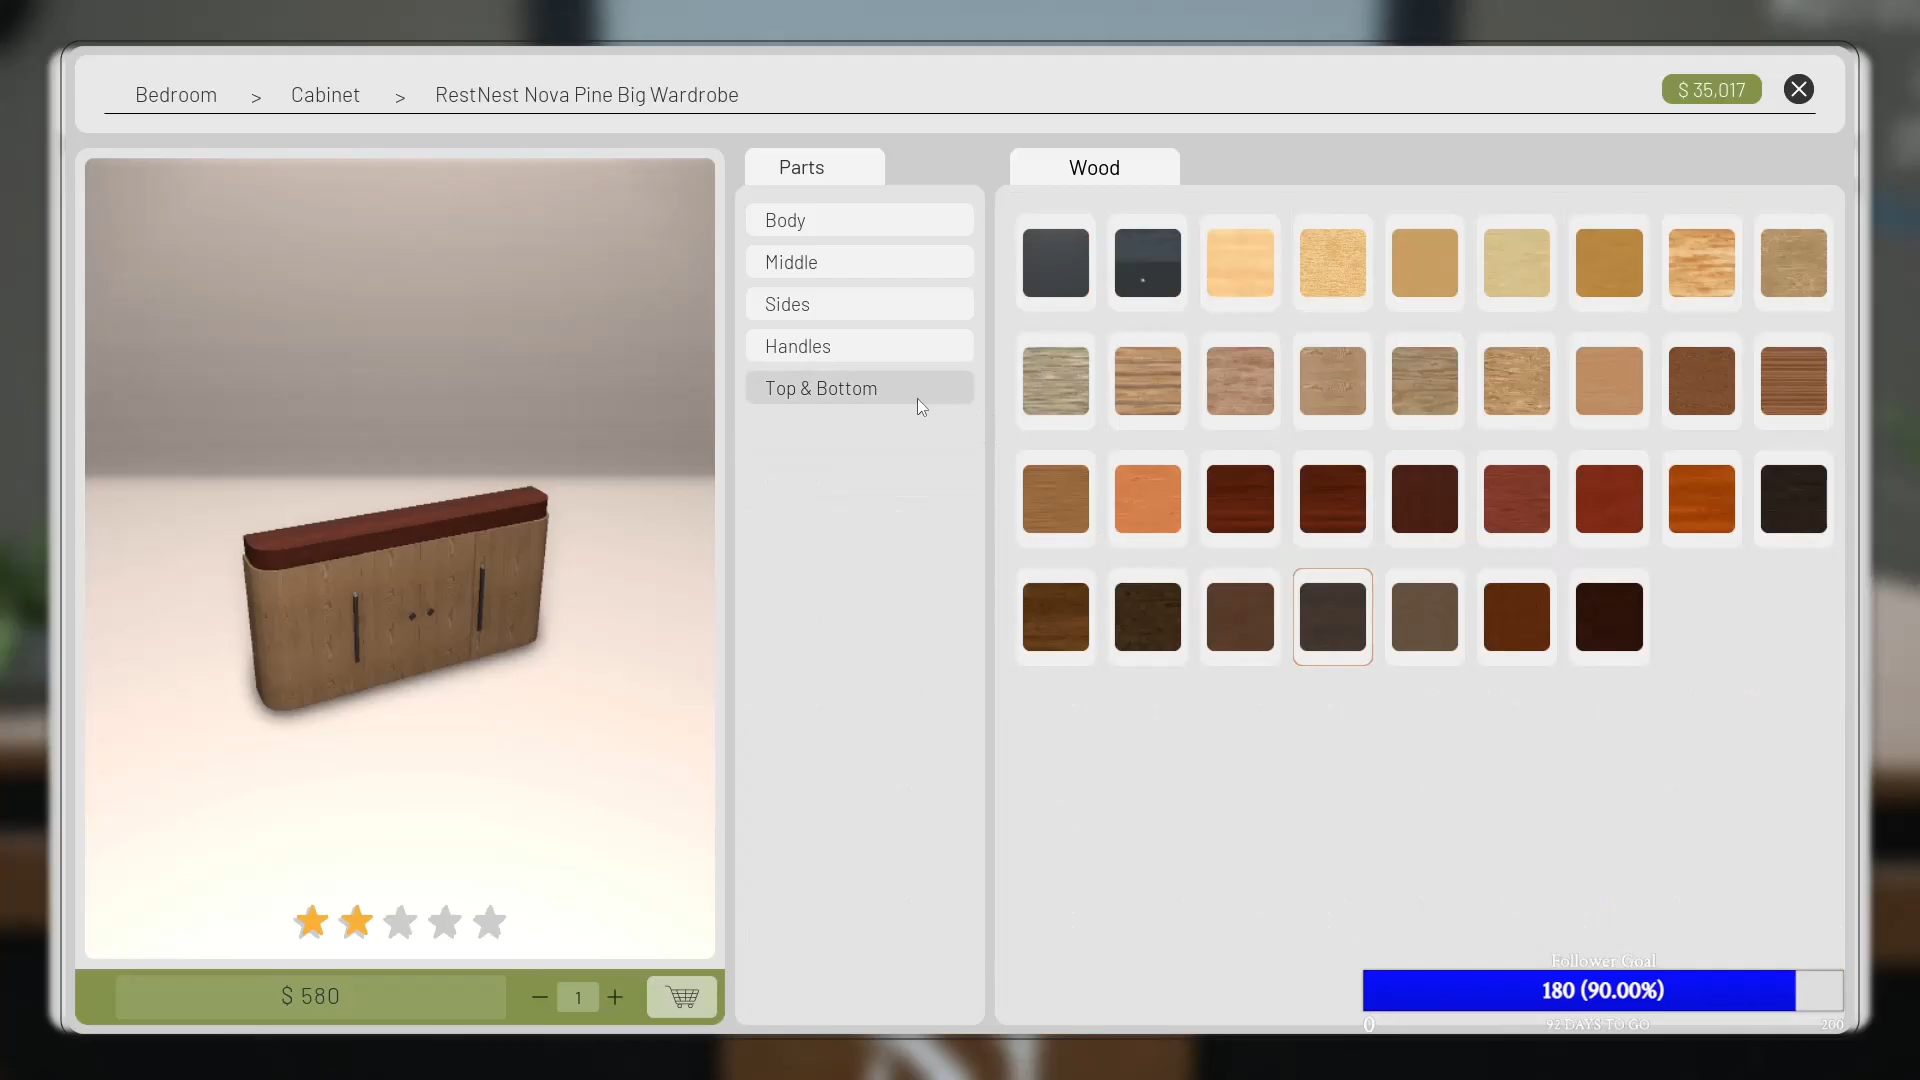 Bedroom > Cabinet > RestNest Nova Pine Big Wardrobe
$ 35,017
Parts
Wood
Body
Middle
Sides
Handles
Top & Bottom
$ 580
− 1 +
Follower Goal
180 (90.00%)
0
92 DAYS TO GO
200